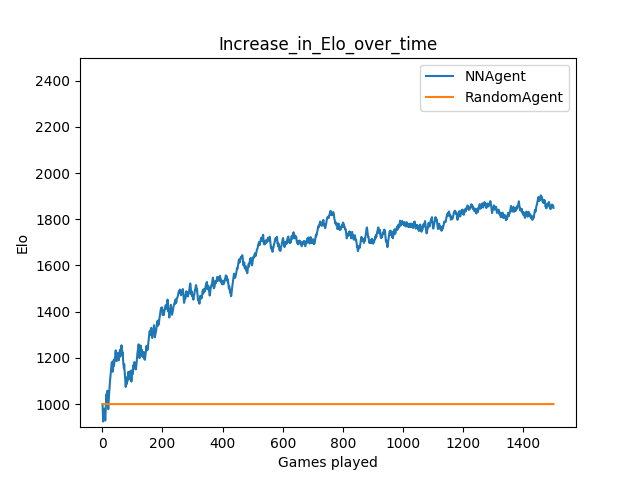 Increase_in_Elo_over_time
NNAgent
RandomAgent
2400
2200
2000
1800
1600
1400
1200
1000
Elo
0 200 400 600 800 1000 1200 1400
Games played